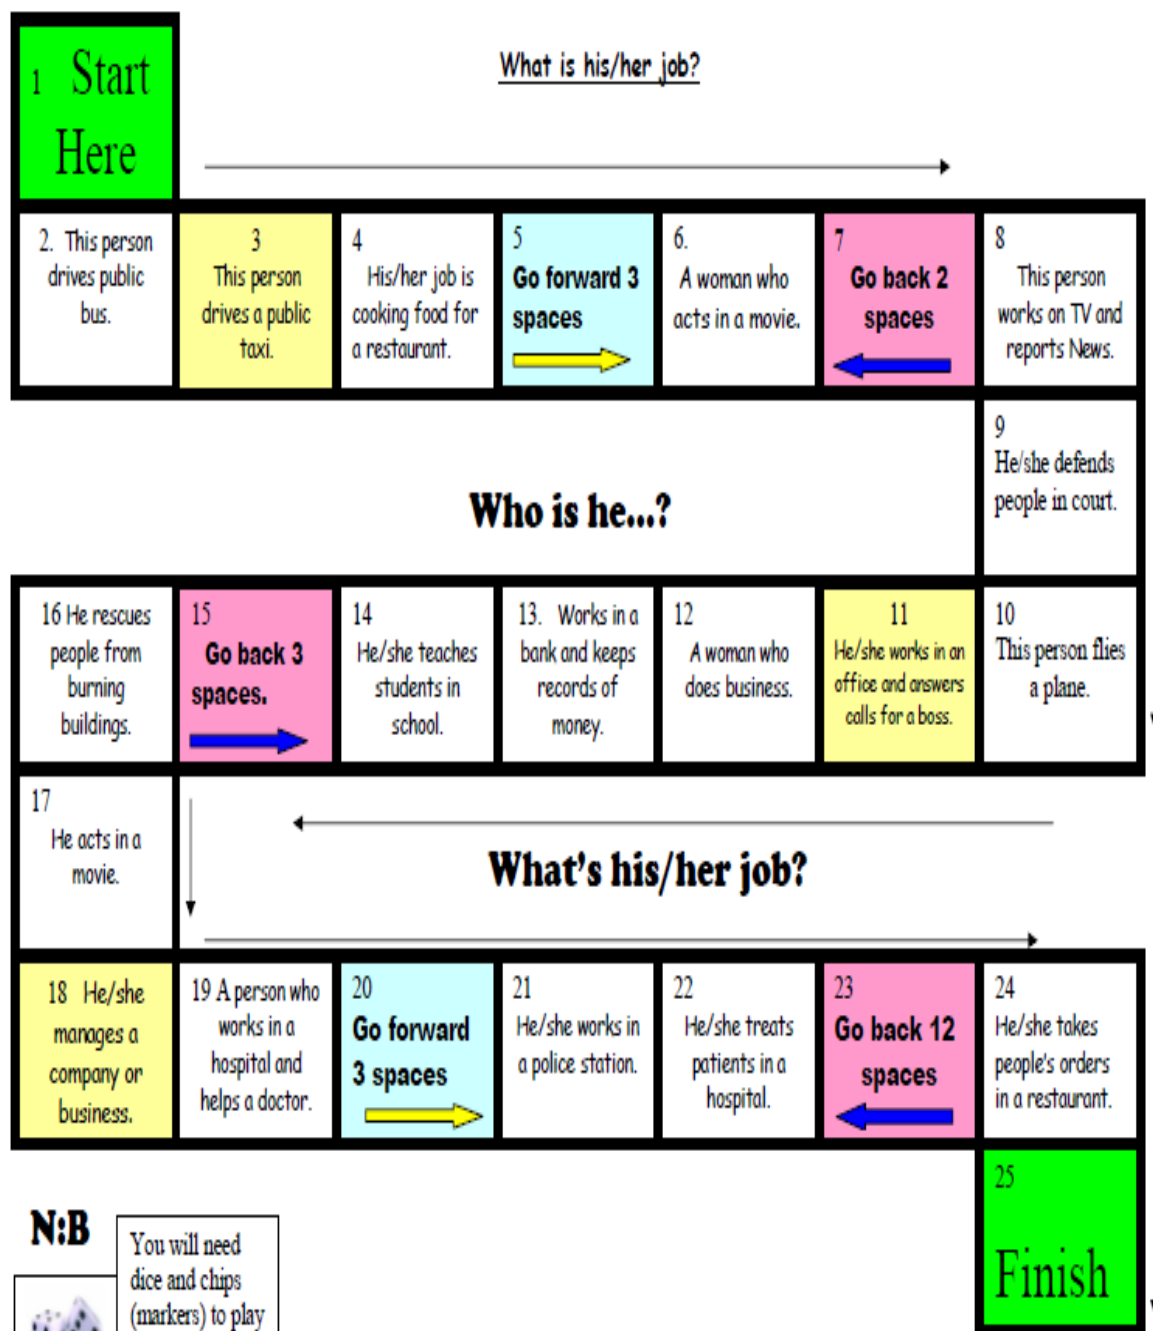 1 Start
Here
What is his/her job?
2. This person
drives public
bus.
3
This person
drives a public
taxi.
4
His/her job is
cooking food for
a restaurant.
5
Go forward 3
spaces
6.
A woman who
acts in a movie.
7
Go back 2
spaces
8
This person
works on TV and
reports News.
9
He/she defends
people in court.
Who is he...?
10
This person flies
a plane.
11
He/she works in an
office and answers
calls for a boss.
12
A woman who
does business.
13. Works in a
bank and keeps
records of
money.
14
He/she teaches
students in
school.
15
Go back 3
spaces.
16 He rescues
people from
burning
buildings.
17
He acts in a
movie.
What's his/her job?
18 He/she
manages a
company or
business.
19 A person who
works in a
hospital and
helps a doctor.
20
Go forward
3 spaces
21
He/she works in
a police station.
22
He/she treats
patients in a
hospital.
23
Go back 12
spaces
24
He/she takes
people's orders
in a restaurant.
25
Finish
N:B
You will need
dice and chips
(markers) to play